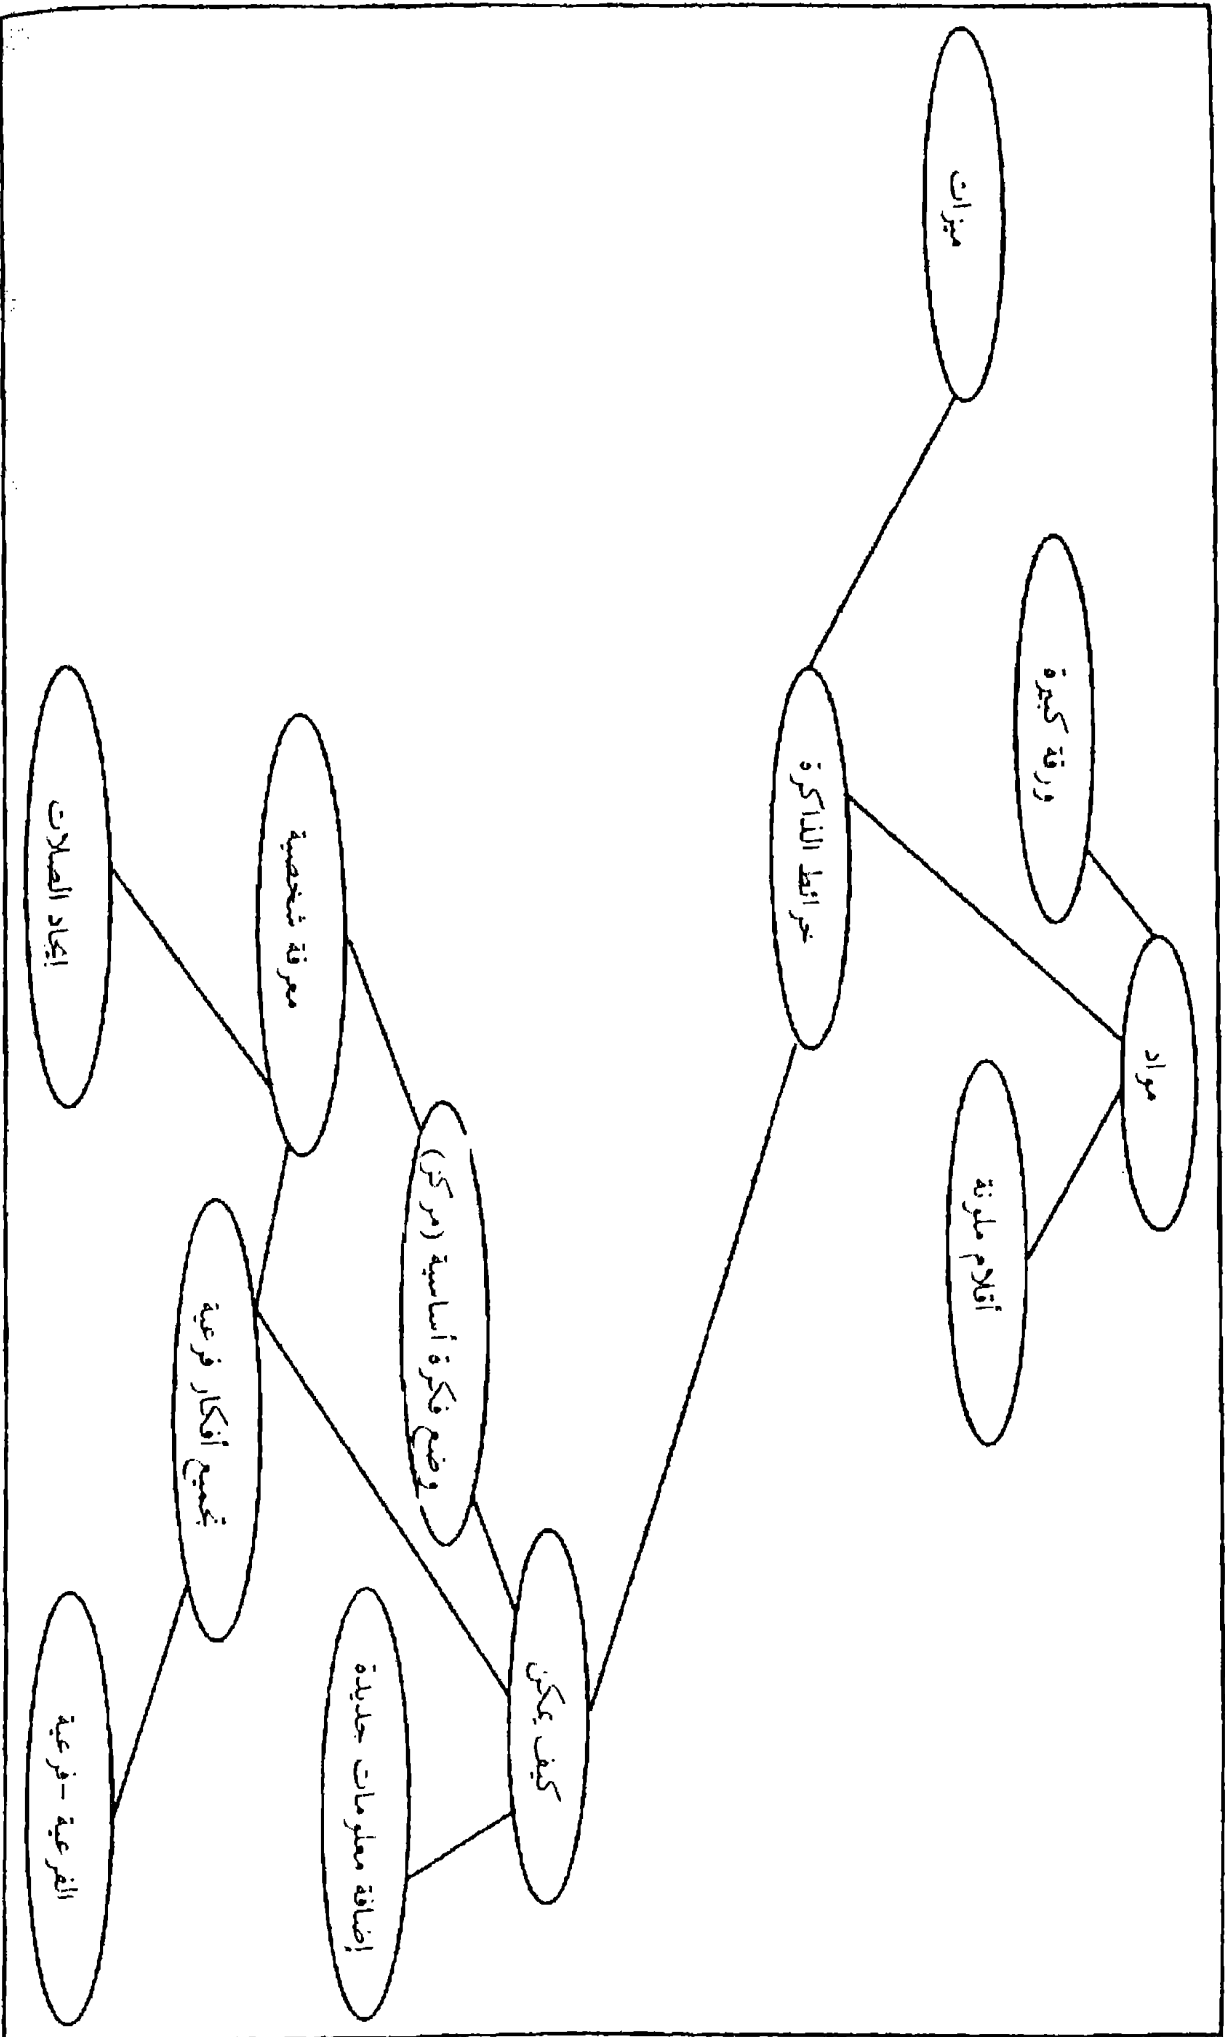 مواد
ورقة كبيرة
أقلام ملونة
ميزات
خرائط الذاكرة
كيف يمكن
وضع فكرة أساسية (مركز)
إضافة معلومات جديدة
معرفة شخصية
تجميع أفكار فرعية
إيجاد الصلات
الفرعية - فرعية